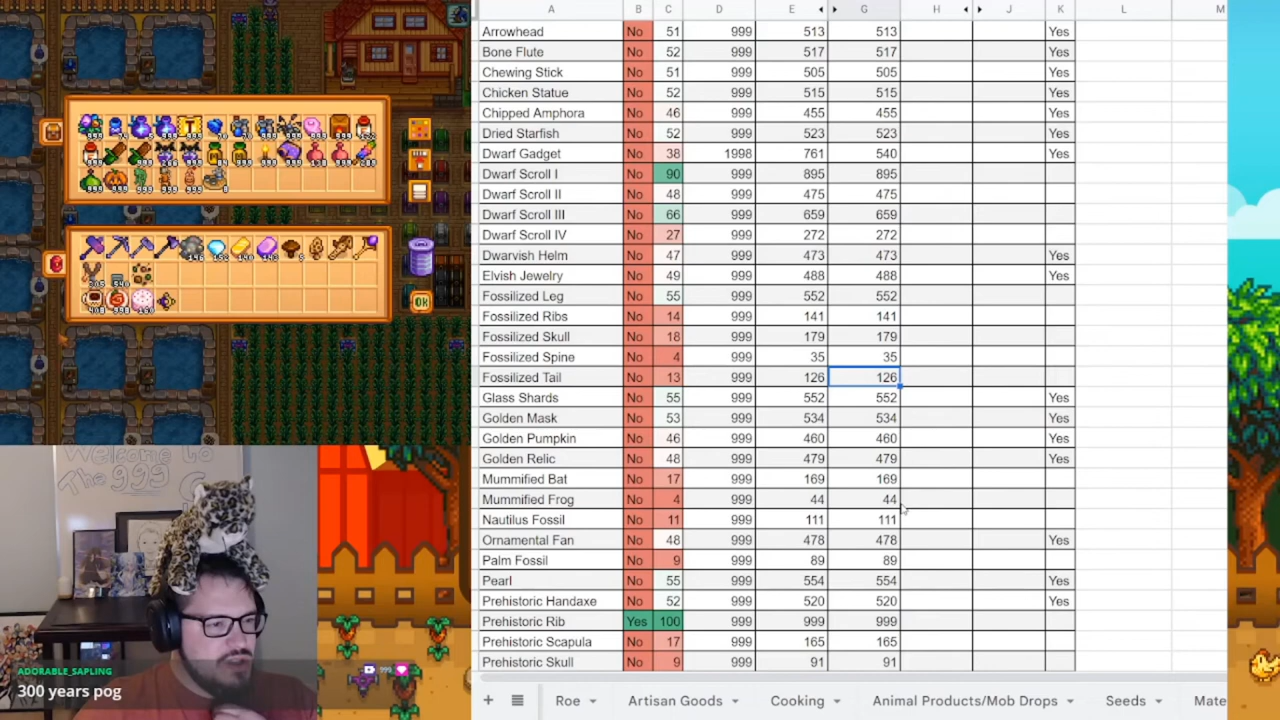 A B C D E G H J K L M
Arrowhead No 51 999 513 513 Yes
Bone Flute No 52 999 517 517 Yes
Chewing Stick No 51 999 505 505 Yes
Chicken Statue No 52 999 515 515 Yes
Chipped Amphora No 46 999 455 455 Yes
Dried Starfish No 52 999 523 523 Yes
Dwarf Gadget No 38 1998 761 540 Yes
Dwarf Scroll I No 90 999 895 895
Dwarf Scroll II No 48 999 475 475
Dwarf Scroll III No 66 999 659 659
Dwarf Scroll IV No 27 999 272 272
Dwarvish Helm No 47 999 473 473 Yes
Elvish Jewelry No 49 999 488 488 Yes
Fossilized Leg No 55 999 552 552
Fossilized Ribs No 14 999 141 141
Fossilized Skull No 18 999 179 179
Fossilized Spine No 4 999 35 35
Fossilized Tail No 13 999 126 126
Glass Shards No 55 999 552 552 Yes
Golden Mask No 53 999 534 534 Yes
Golden Pumpkin No 46 999 460 460 Yes
Golden Relic No 48 999 479 479 Yes
Mummified Bat No 17 999 169 169
Mummified Frog No 4 999 44 44
Nautilus Fossil No 11 999 111 111
Ornamental Fan No 48 999 478 478 Yes
Palm Fossil No 9 999 89 89
Pearl No 55 999 554 554 Yes
Prehistoric Handaxe No 52 999 520 520 Yes
Prehistoric Rib Yes 100 999 999 999
Prehistoric Scapula No 17 999 165 165
Prehistoric Skull No 9 999 91 91
Roe Artisan Goods Cooking Animal Products/Mob Drops Seeds Mate
OK
Welcome to
The 999
ADORABLE_SAPLING
300 years pog